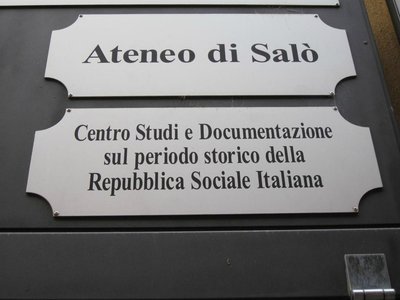 Ateneo di Salò
Centro Studi e Documentazione
sul periodo storico della
Repubblica Sociale Italiana